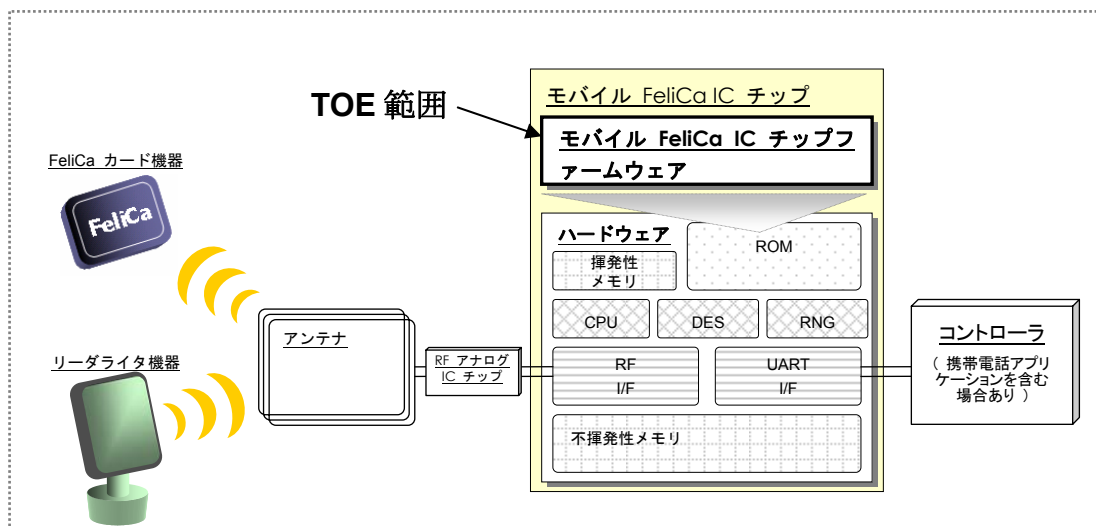 モバイル FeliCa IC チップ
TOE 範囲
モバイル FeliCa IC チップフ
ァームウェア
FeliCa カード機器
FeliCa
ハードウェア
ROM
揮発性
メモリ
CPU
DES
RNG
アンテナ
リーダライタ機器
RF アナログ
IC チップ
RF
I/F
UART
I/F
コントローラ
( 携帯電話アプリ
ケーションを含む
場合あり )
不揮発性メモリ